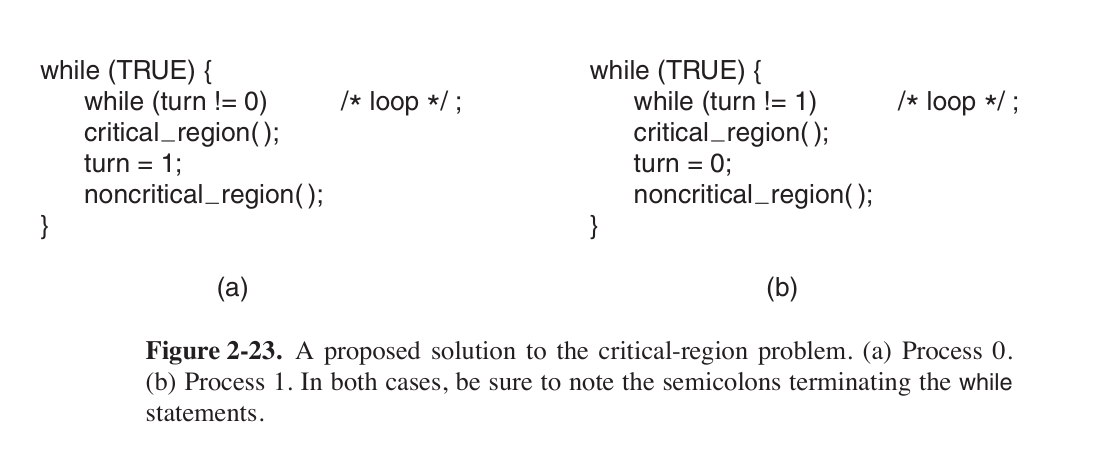 while (TRUE) {
while (turn != 0) /* loop */ ;
critical_region( );
turn = 1;
noncritical_region( );
}
(a)
while (TRUE) {
while (turn != 1) /* loop */ ;
critical_region( );
turn = 0;
noncritical_region( );
}
(b)
Figure 2-23. A proposed solution to the critical-region problem. (a) Process 0.
(b) Process 1. In both cases, be sure to note the semicolons terminating the while
statements.